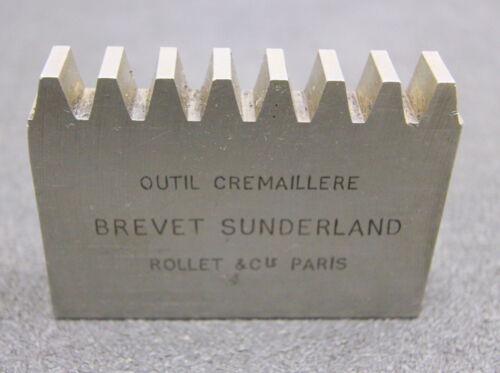 OUTIL CREMAILLERE
BREVET SUNDERLAND
ROLLET & CIE PARIS